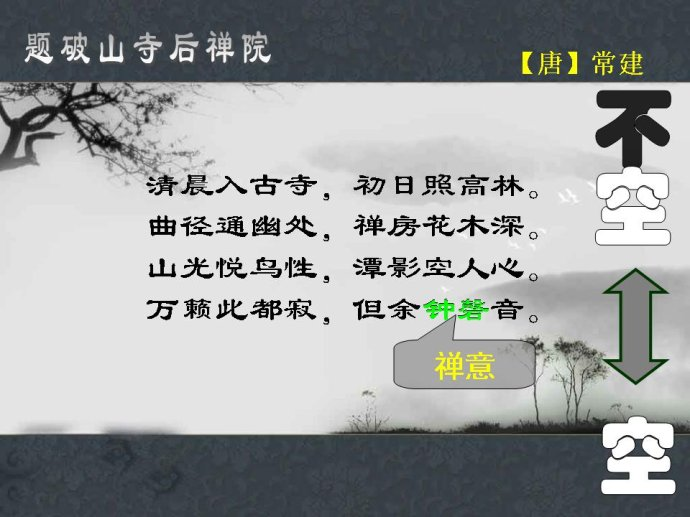 题破山寺后禅院
【唐】常建
清晨入古寺，初日照高林。
曲径通幽处，禅房花木深。
山光悦鸟性，潭影空人心。
万籁此都寂，但余钟磬音。
禅意
不
空
空